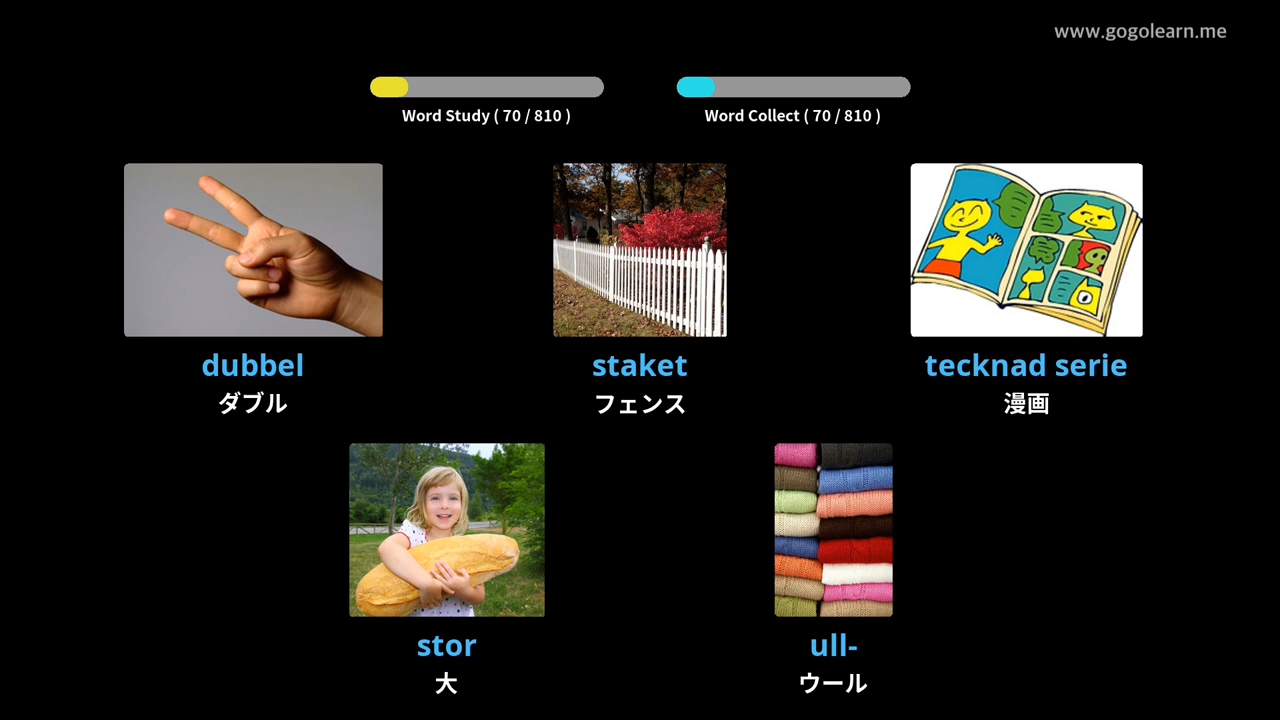 www.gogolearn.me
Word Study ( 70 / 810 )
Word Collect ( 70 / 810 )
dubbel
ダブル
staket
フェンス
tecknad serie
漫画
stor
大
ull-
ウール